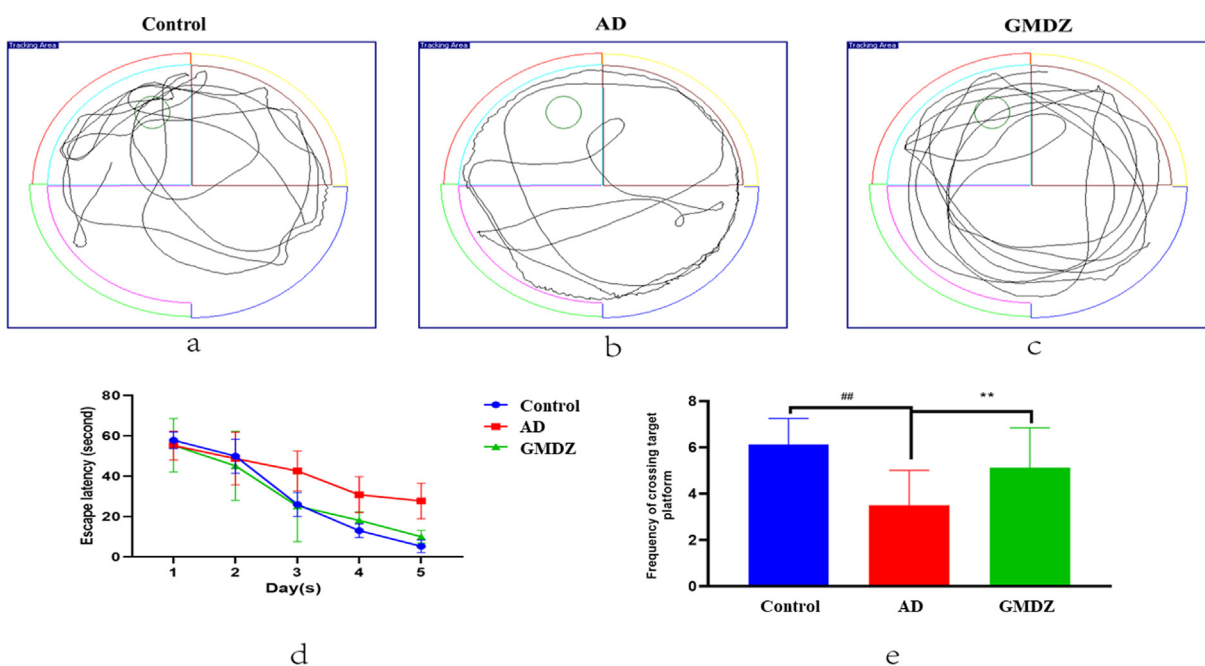 Control
AD
GMDZ
Tracking Area
Tracking Area
Tracking Area
a
b
c
80
60
40
20
0
Escape latency (second)
1 2 3 4 5
Day(s)
Control
AD
GMDZ
d
8
6
4
2
0
Frequency of crossing target
platform
##
**
Control
AD
GMDZ
e